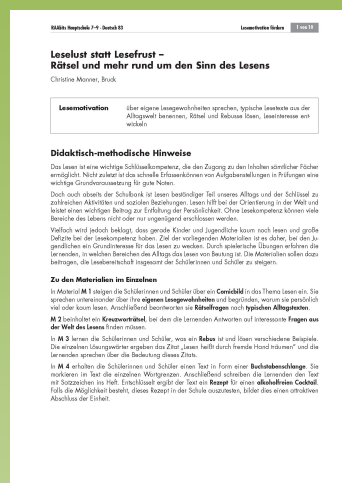 RAAbits Hauptschule 7–9 · Deutsch 83
Lesemotivation fördern
1 von 18
Leselust statt Lesefrust –
Rätsel und mehr rund um den Sinn des Lesens
Christine Manner, Bruck
Lesemotivation
über eigene Lesegewohnheiten sprechen, typische Lesetexte aus der
Alltagswelt benennen, Rätsel und Rebusse lösen, Leseinteresse ent-
wickeln
Didaktisch-methodische Hinweise
Das Lesen ist eine wichtige Schlüsselkompetenz, die den Zugang zu den Inhalten sämtlicher Fächer
ermöglicht. Nicht zuletzt ist das schnelle Erfassenkönnen von Aufgabenstellungen in Prüfungen eine
wichtige Grundvoraussetzung für gute Noten.
Doch auch abseits der Schulbank ist Lesen beständiger Teil unseres Alltags und der Schlüssel zu
zahlreichen Aktivitäten und sozialen Beziehungen. Lesen hilft bei der Orientierung in der Welt und
leistet einen wichtigen Beitrag zur Entfaltung der Persönlichkeit. Ohne Lesekompetenz können viele
Bereiche des Lebens nicht oder nur ungenügend erschlossen werden.
Vielfach wird jedoch beklagt, dass gerade Kinder und Jugendliche kaum noch lesen und große
Defizite bei der Lesekompetenz haben. Ziel der vorliegenden Materialien ist es daher, bei den Ju-
gendlichen ein Grundinteresse für das Lesen zu wecken. Durch spielerische Übungen erfahren die
Lernenden, in welchen Bereichen des Alltags das Lesen von Bedeutung ist. Die Materialien sollen dazu
beitragen, die Lesebereitschaft insgesamt der Schülerinnen und Schüler zu steigern.
Zu den Materialien im Einzelnen
In Material M 1 steigen die Schülerinnen und Schüler über ein Comicbild in das Thema Lesen ein. Sie
sprechen untereinander über ihre eigenen Lesegewohnheiten und begründen, warum sie persönlich
viel oder kaum lesen. Anschließend beantworten sie Rätselfragen nach typischen Alltagstexten.
M 2 beinhaltet ein Kreuzworträtsel, bei dem die Lernenden Antworten auf interessante Fragen aus
der Welt des Lesens finden müssen.
In M 3 lernen die Schülerinnen und Schüler, was ein Rebus ist und lösen verschiedene Beispiele.
Die einzelnen Lösungswörter ergeben das Zitat „Lesen heißt durch fremde Hand träumen“ und die
Lernenden sprechen über die Bedeutung dieses Zitats.
In M 4 erhalten die Schülerinnen und Schüler einen Text in Form einer Buchstabenschlange. Sie
markieren im Text die einzelnen Wortgrenzen. Anschließend schreiben die Lernenden den Text
mit Satzzeichen ins Heft. Entschlüsselt ergibt der Text ein Rezept für einen alkoholfreien Cocktail.
Falls die Möglichkeit besteht, dieses Rezept in der Schule auszutesten, bildet dies einen attraktiven
Abschluss der Einheit.